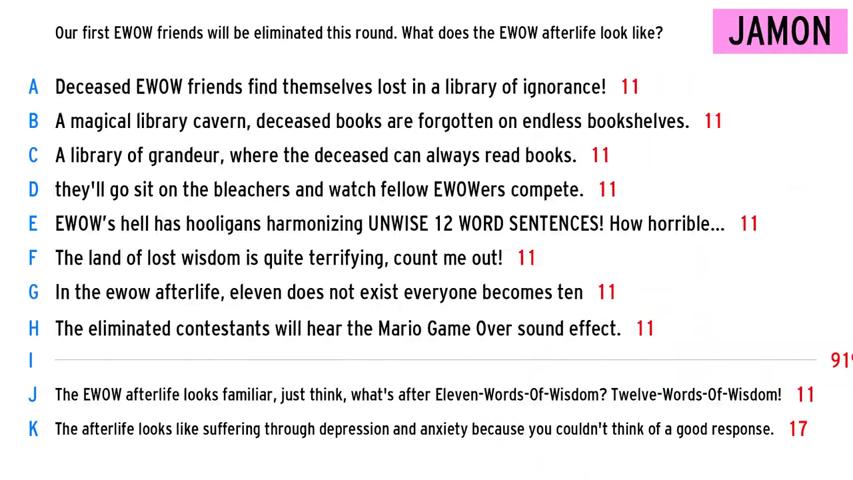 Our first EWOW friends will be eliminated this round. What does the EWOW afterlife look like?
JAMON
A Deceased EWOW friends find themselves lost in a library of ignorance! 11
B A magical library cavern, deceased books are forgotten on endless bookshelves. 11
C A library of grandeur, where the deceased can always read books. 11
D they'll go sit on the bleachers and watch fellow EWOWers compete. 11
E EWOW’s hell has hooligans harmonizing UNWISE 12 WORD SENTENCES! How horrible... 11
F The land of lost wisdom is quite terrifying, count me out! 11
G In the ewow afterlife, eleven does not exist everyone becomes ten 11
H The eliminated contestants will hear the Mario Game Over sound effect. 11
I 919
J The EWOW afterlife looks familiar, just think, what's after Eleven-Words-Of-Wisdom? Twelve-Words-Of-Wisdom! 11
K The afterlife looks like suffering through depression and anxiety because you couldn't think of a good response. 17